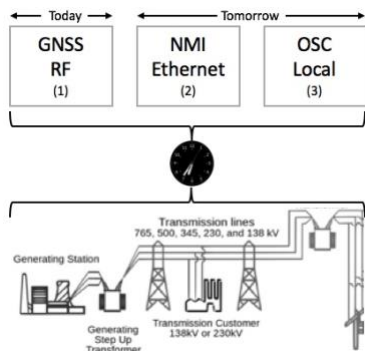 Today
Tomorrow
GNSS
RF
(1)
NMI
Ethernet
(2)
OSC
Local
(3)
Transmission lines
765, 500, 345, 230, and 138 kV
Generating Station
Generating
Step Up
Transformer
Transmission Customer
138kV or 230kV